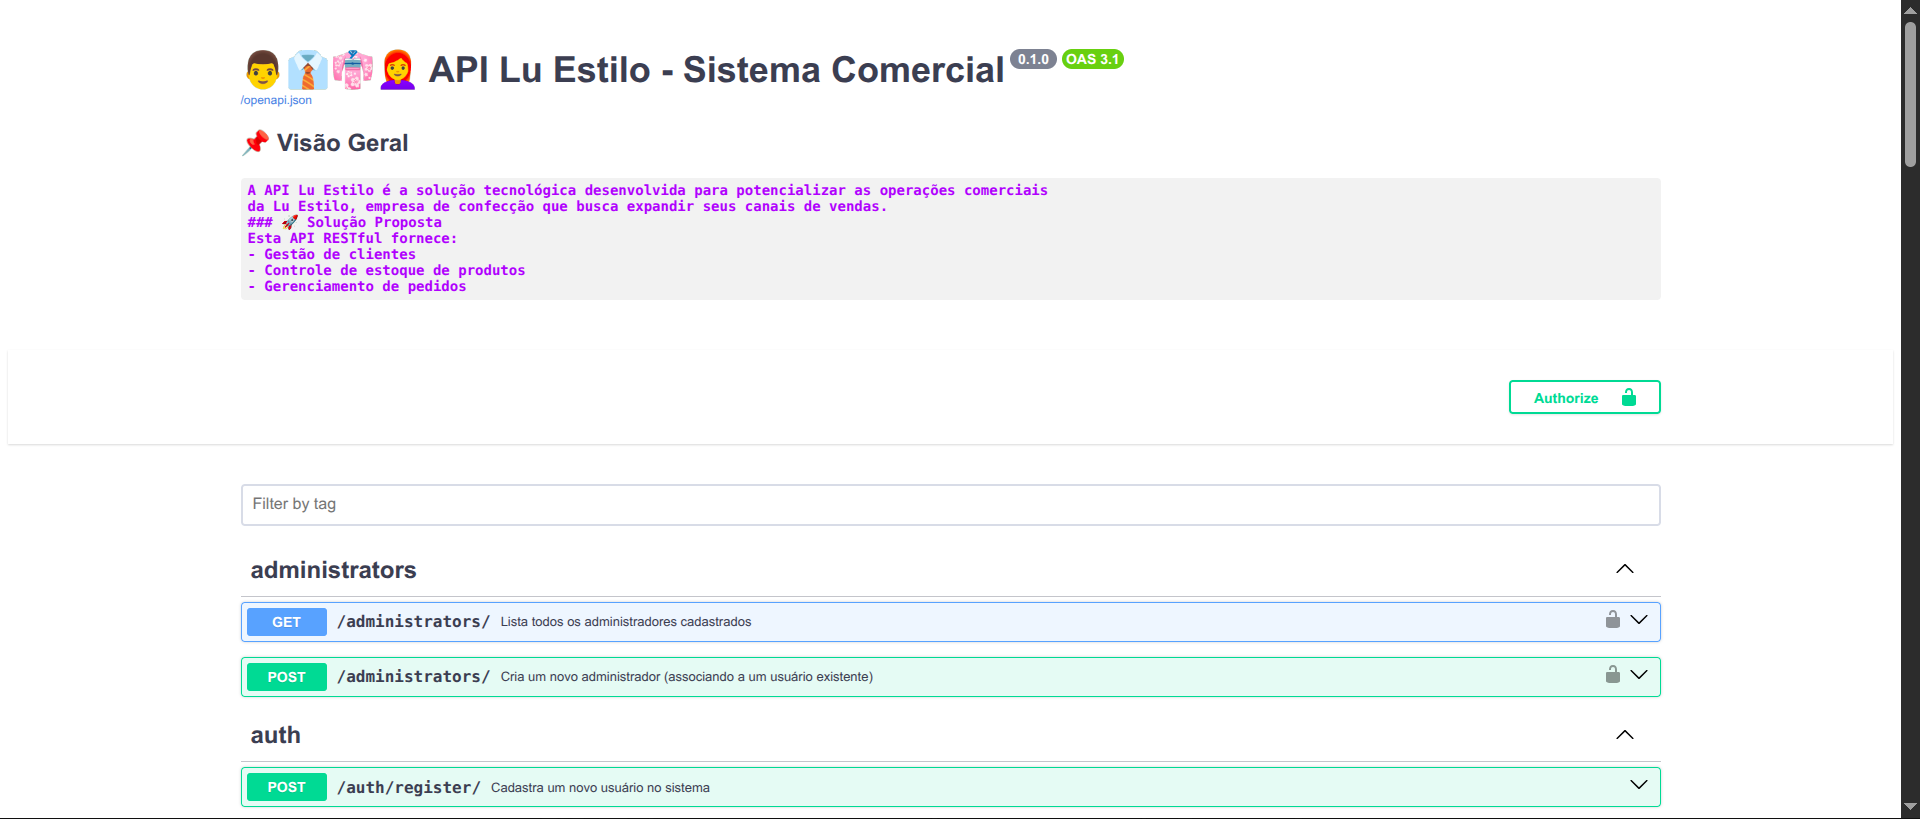 👨👔👘👩‍🦰 API Lu Estilo - Sistema Comercial 0.1.0 OAS 3.1
/openapi.json
📌 Visão Geral
A API Lu Estilo é a solução tecnológica desenvolvida para potencializar as operações comerciais
da Lu Estilo, empresa de confecção que busca expandir seus canais de vendas.
### 🚀 Solução Proposta
Esta API RESTful fornece:
- Gestão de clientes
- Controle de estoque de produtos
- Gerenciamento de pedidos
Authorize
Filter by tag
administrators
GET /administrators/ Lista todos os administradores cadastrados
POST /administrators/ Cria um novo administrador (associando a um usuário existente)
auth
POST /auth/register/ Cadastra um novo usuário no sistema